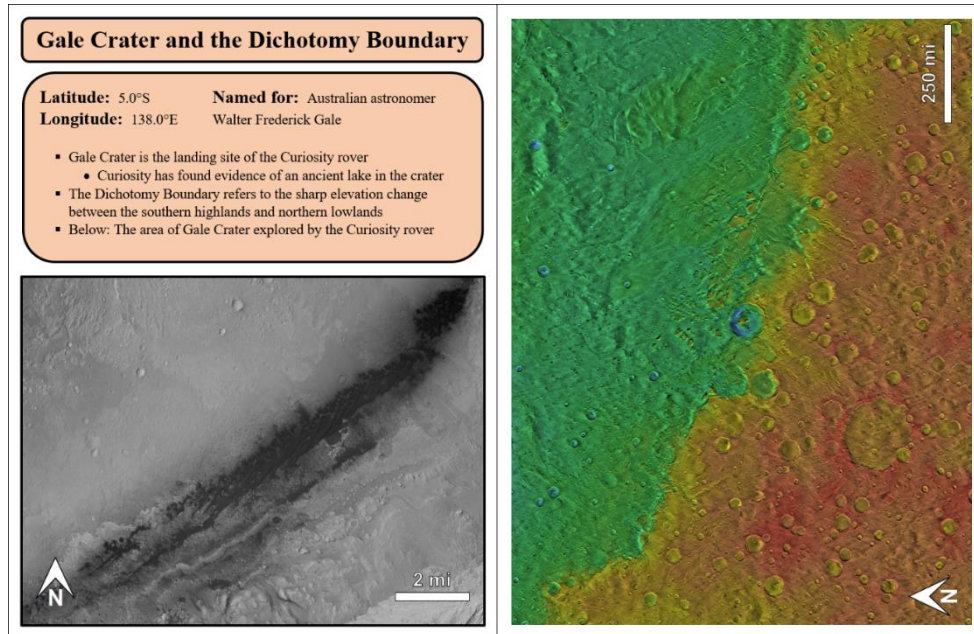 Gale Crater and the Dichotomy Boundary
Latitude: 5.0°S Named for: Australian astronomer
Longitude: 138.0°E Walter Frederick Gale
▪ Gale Crater is the landing site of the Curiosity rover
• Curiosity has found evidence of an ancient lake in the crater
▪ The Dichotomy Boundary refers to the sharp elevation change
between the southern highlands and northern lowlands
▪ Below: The area of Gale Crater explored by the Curiosity rover
N
2 mi
250 mi
N